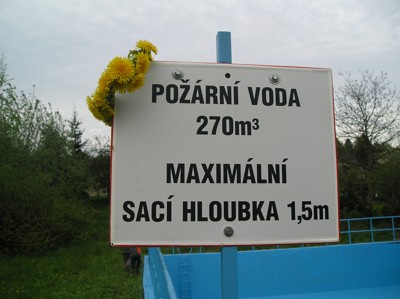 POŽÁRNÍ VODA
270m³
MAXIMÁLNÍ
SACÍ HLOUBKA 1,5m